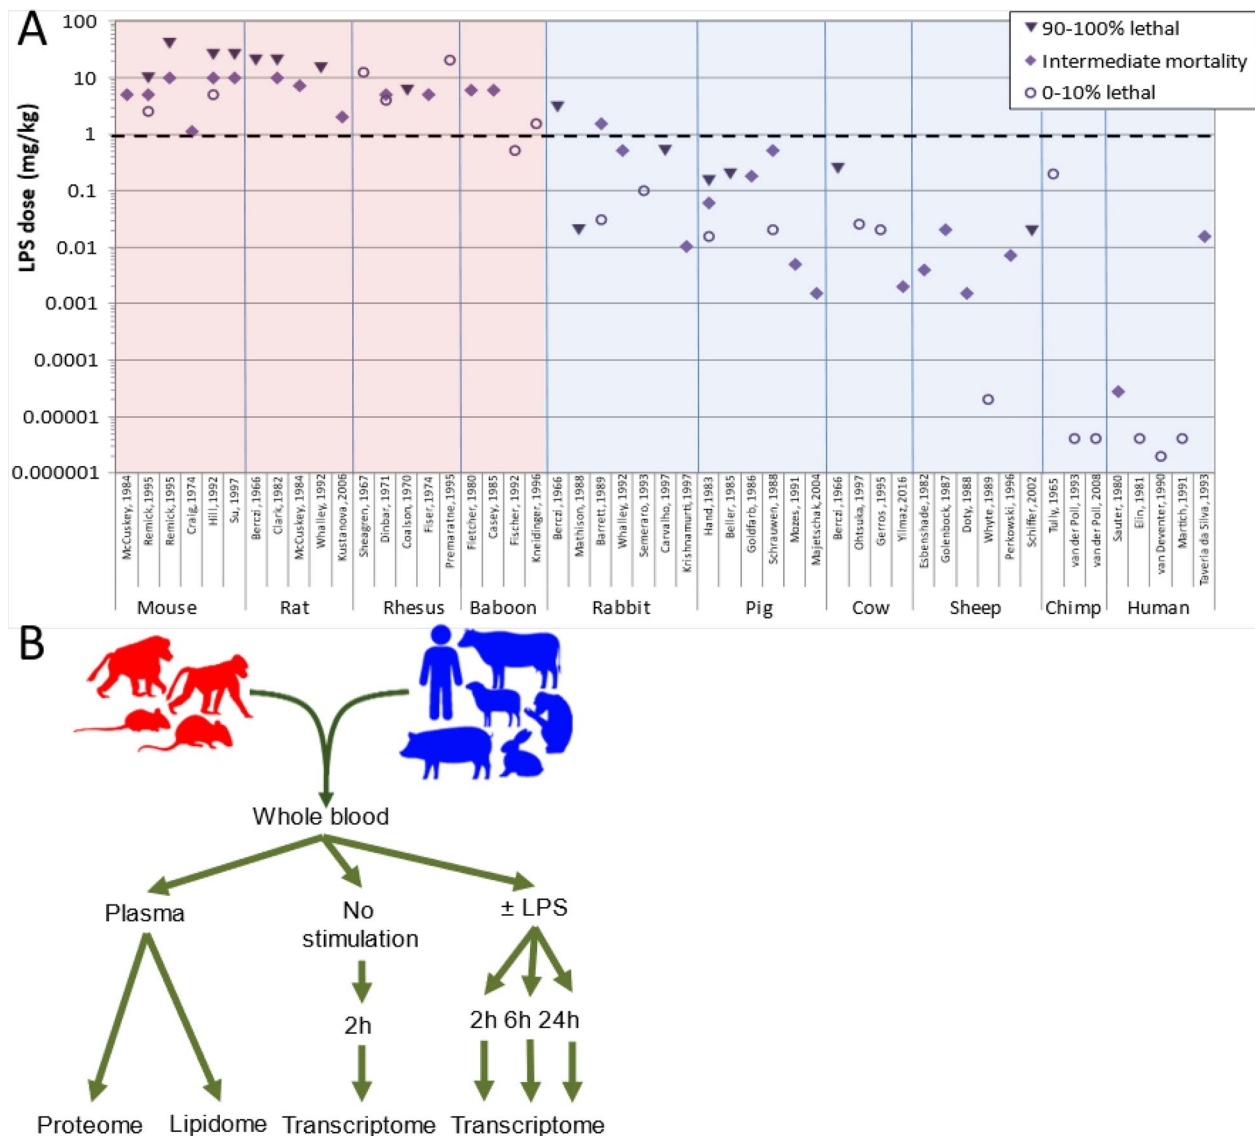 A
90-100% lethal
Intermediate mortality
0-10% lethal
LPS dose (mg/kg)
100
10
1
0.1
0.01
0.001
0.0001
0.00001
0.000001
McCuskey, 1984
Remick, 1995
Remick, 1995
Craig, 1974
Hill, 1992
Su, 1997
Berczi, 1966
Clark, 1982
McCuskey, 1984
Whalley, 1992
Kustanova, 2006
Sheagren, 1967
Dinbar, 1971
Coalson, 1970
Fiser, 1974
Premaratne, 1995
Fletcher, 1980
Casey, 1985
Fischer, 1992
Kneidinger, 1996
Berczi, 1966
Mathison, 1988
Barrett, 1989
Whalley, 1992
Semeraro, 1993
Carvalho, 1997
Krishnamurti, 1997
Hand, 1983
Beller, 1985
Goldfarb, 1986
Schrauwen, 1988
Mozes, 1991
Majetschak, 2004
Berczi, 1966
Ohtsuka, 1997
Gerros, 1995
Yilmaz, 2016
Esbenshade, 1982
Golenbock, 1987
Doty, 1988
Whyte, 1989
Perkowski, 1996
Schiffer, 2002
Tully, 1965
van der Poll, 1993
van der Poll, 2008
Sauter, 1980
Elin, 1981
van Deventer, 1990
Martich, 1991
Taveria da Silva, 1993
Mouse
Rat
Rhesus
Baboon
Rabbit
Pig
Cow
Sheep
Chimp
Human
B
Whole blood
Plasma
No
stimulation
± LPS
2h
2h 6h 24h
Proteome
Lipidome
Transcriptome
Transcriptome